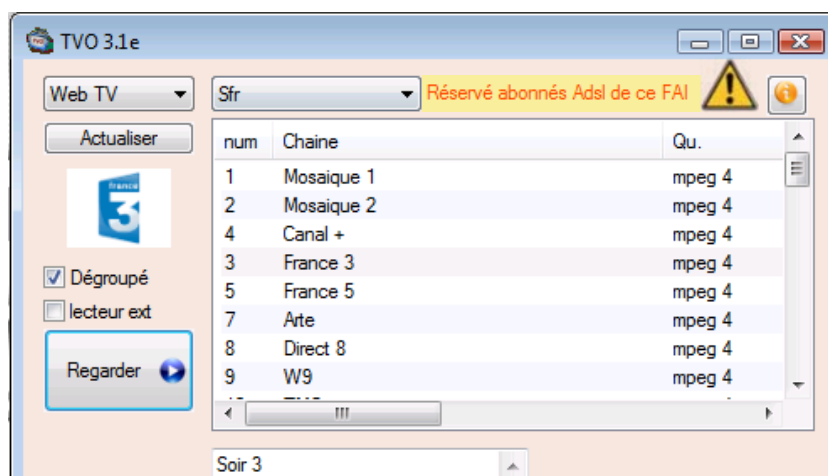 TVO 3.1e
Web TV Sfr Réservé abonnés Adsl de ce FAI
Actualiser
num Chaine Qu.
1 Mosaique 1 mpeg 4
2 Mosaique 2 mpeg 4
4 Canal + mpeg 4
3 France 3 mpeg 4
5 France 5 mpeg 4
7 Arte mpeg 4
8 Direct 8 mpeg 4
9 W9 mpeg 4
france
3
Dégroupé
lecteur ext
Regarder
Soir 3